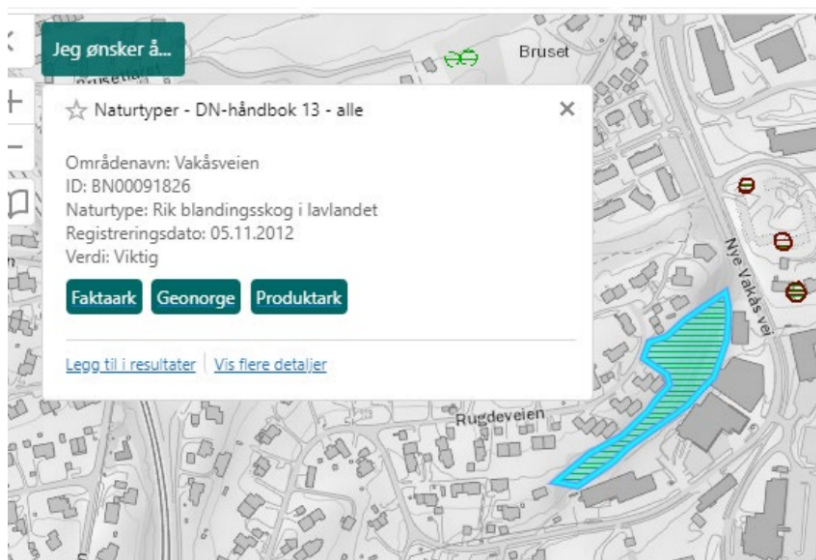 Jeg ønsker å...
Bruset
Naturtyper - DN-håndbok 13 - alle
Områdenavn: Vakåsveien
ID: BN00091826
Naturtype: Rik blandingsskog i lavlandet
Registreringsdato: 05.11.2012
Verdi: Viktig
Faktaark Geonorge Produktark
Legg til i resultater Vis flere detaljer
Nye Vakås vei
Rugdeveien